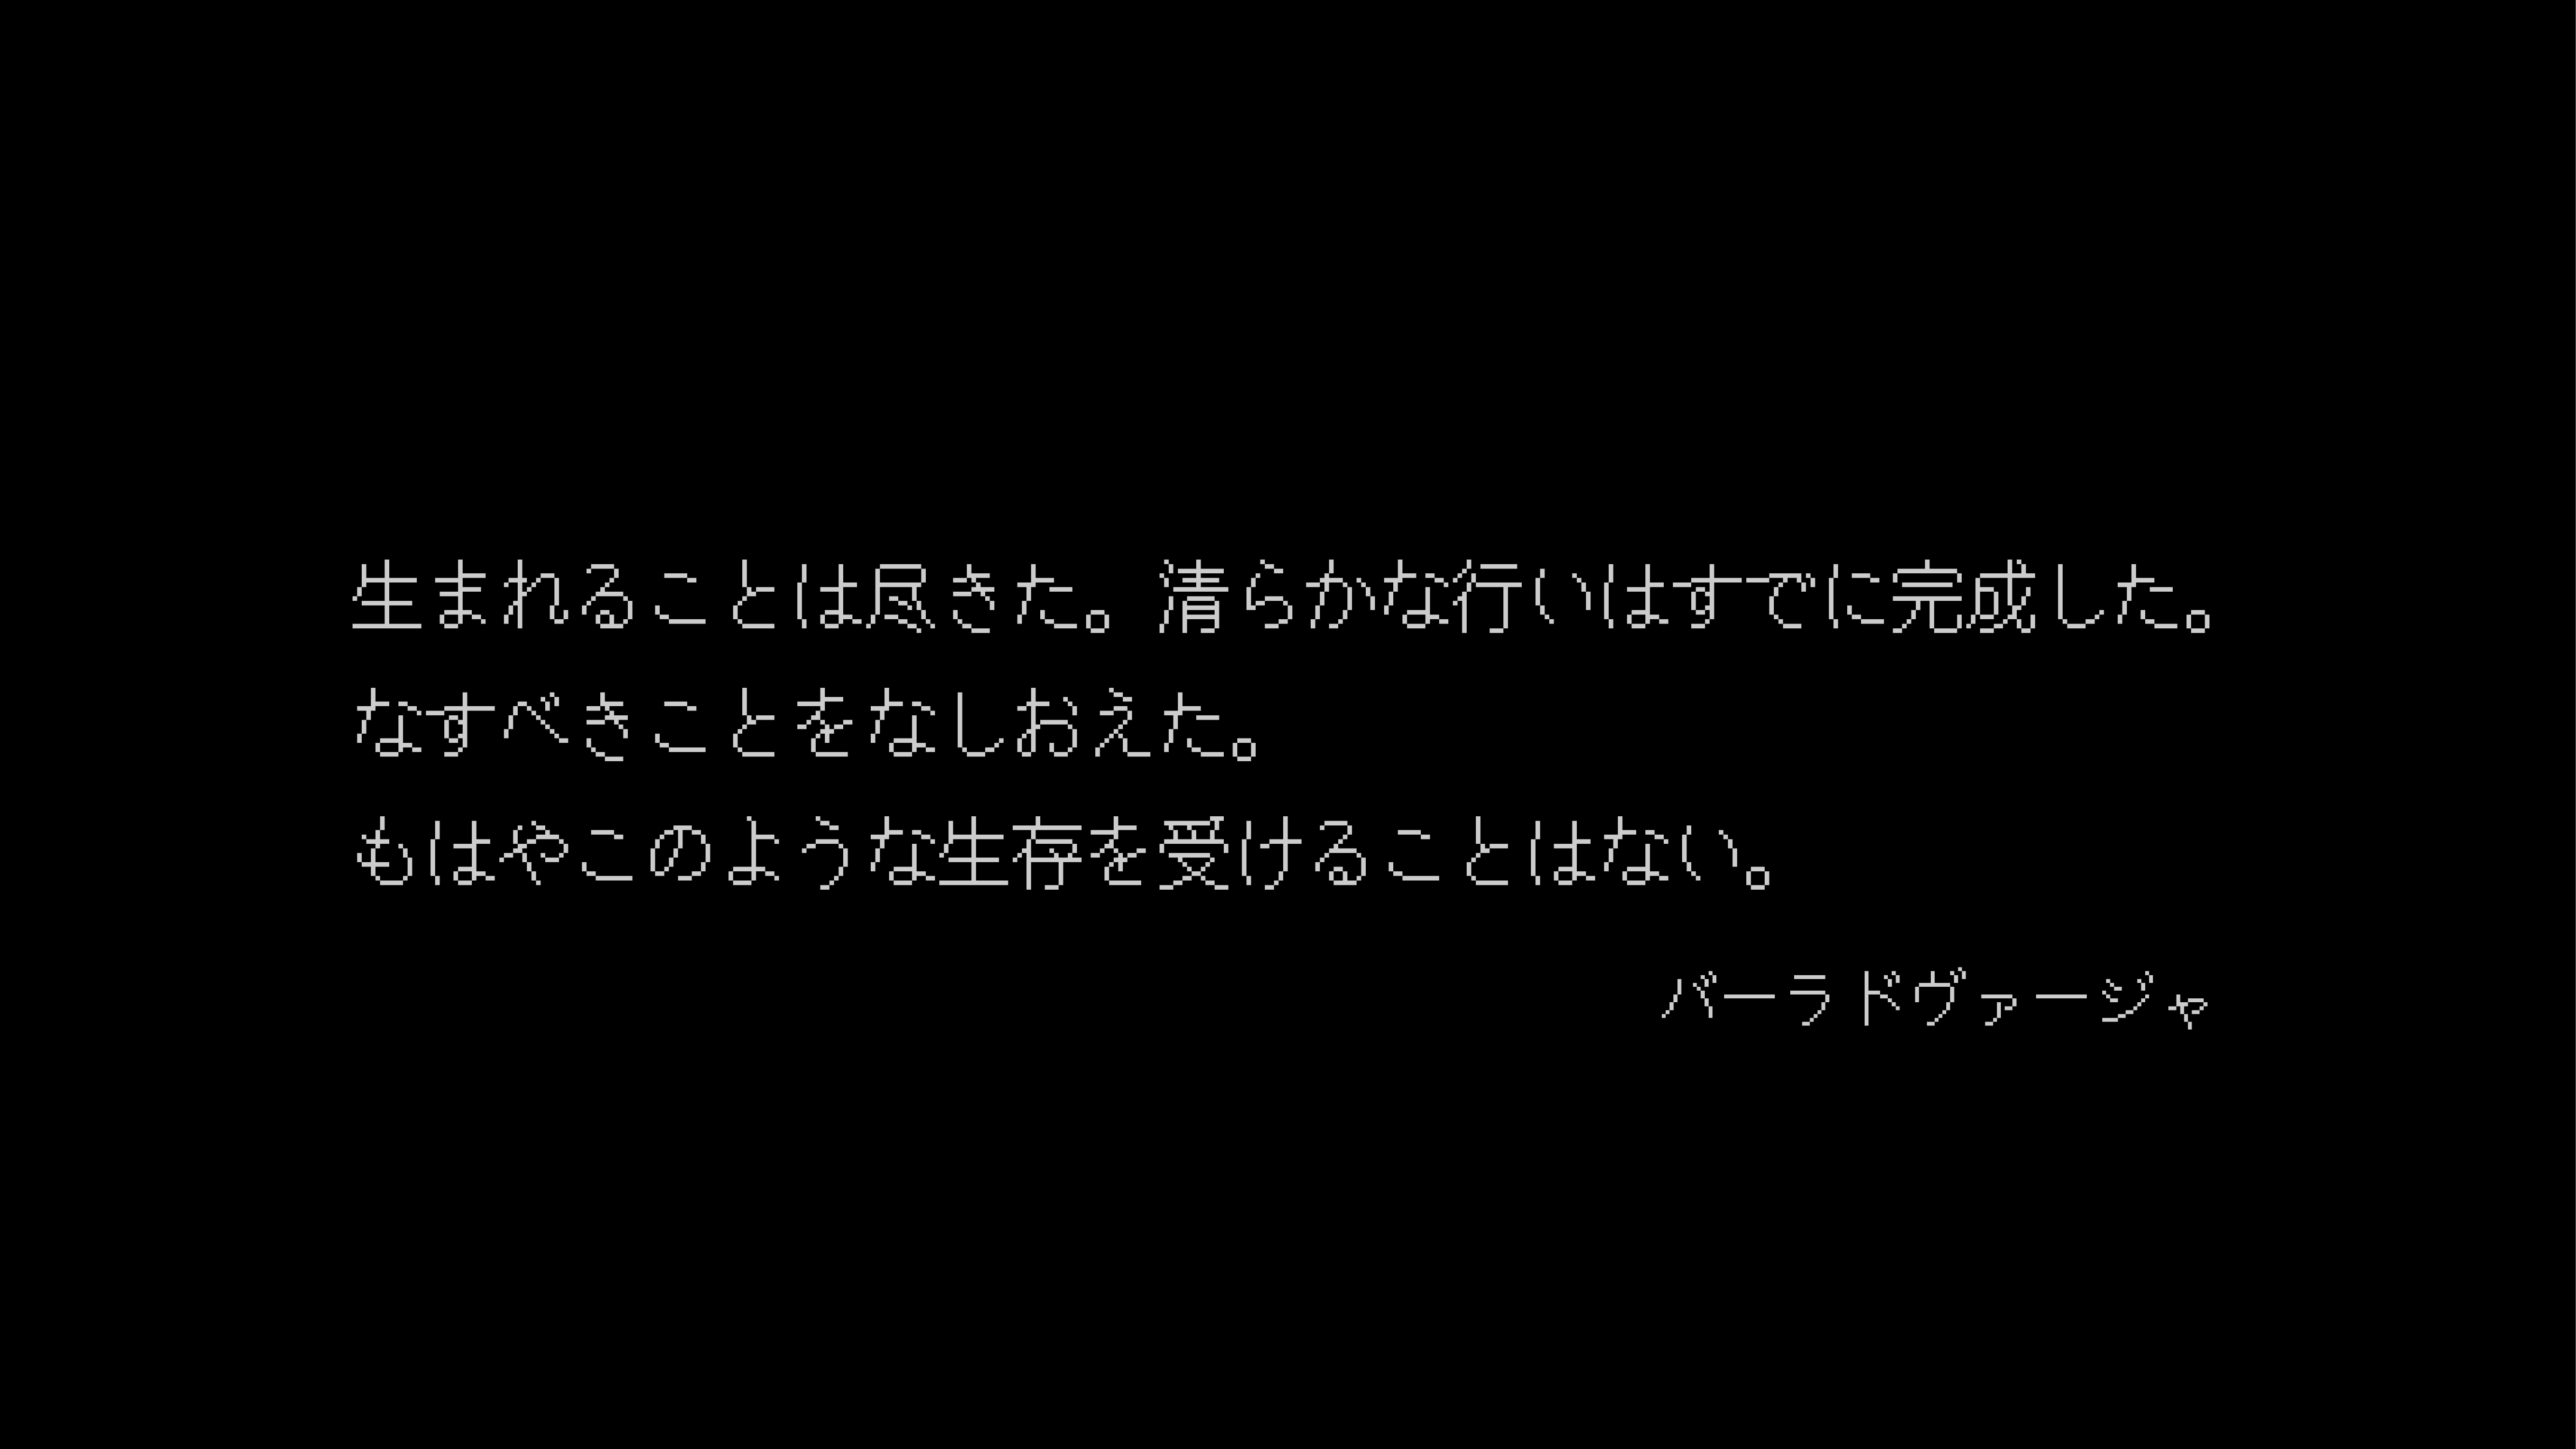 生まれることは尽きた。清らかな行いはすでに完成した。
なすべきことをなしおえた。
もはやこのような生存を受けることはない。
バーラドヴァージャ